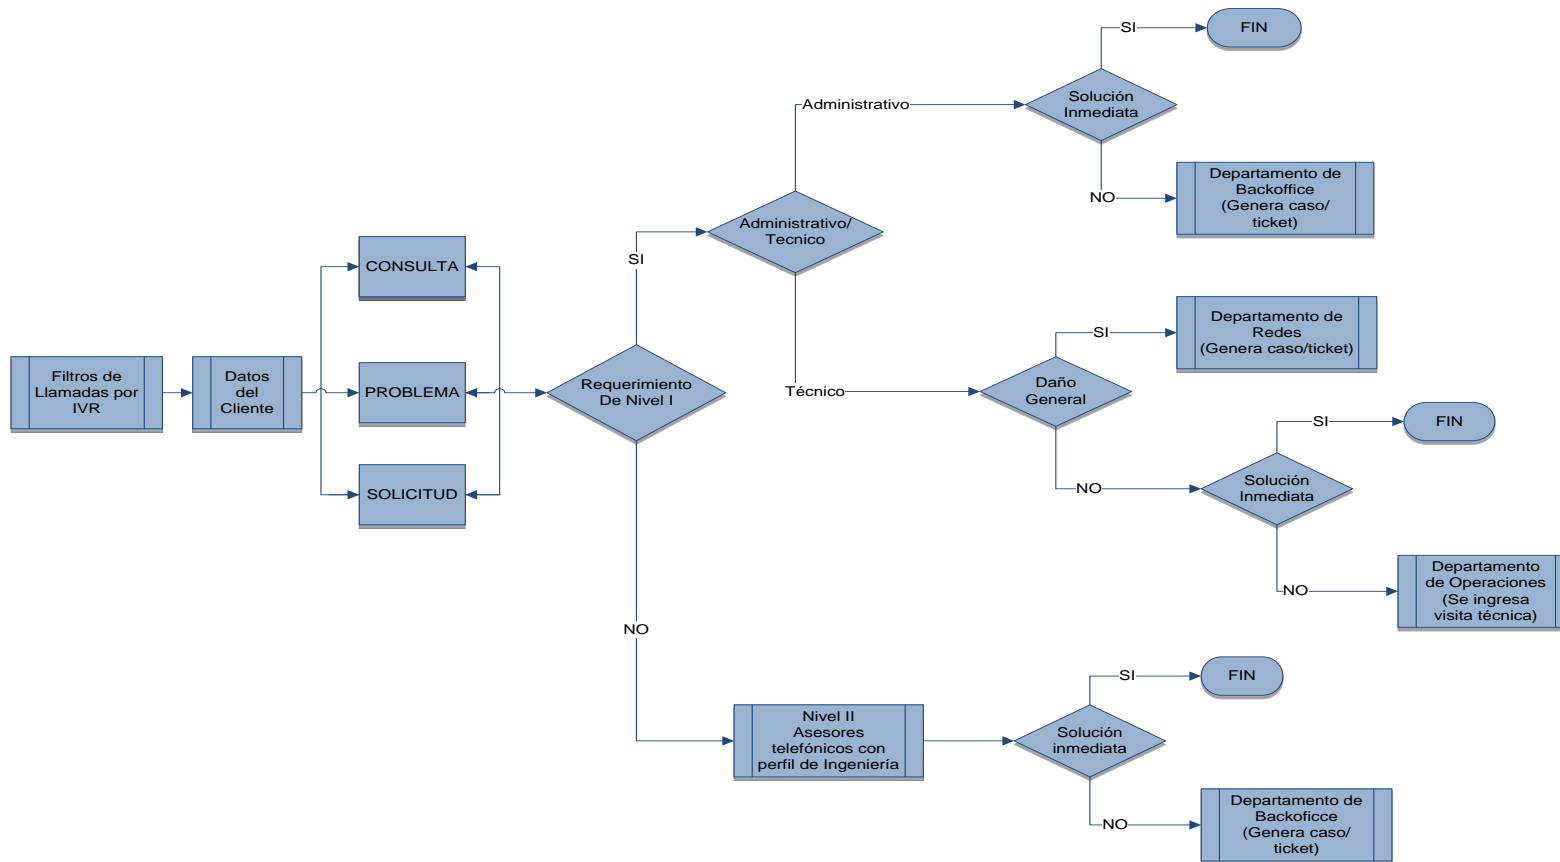 SI
FIN
Solución
Inmediata
Administrativo
NO
Departamento de
Backoffice
(Genera caso/
ticket)
Administrativo/
Tecnico
SI
CONSULTA
Filtros de
Llamadas por
IVR
Datos
del
Cliente
PROBLEMA
SOLICITUD
Requerimiento
De Nivel I
Técnico
Daño
General
SI
Departamento de
Redes
(Genera caso/ticket)
NO
Solución
Inmediata
SI
FIN
NO
Departamento
de Operaciones
(Se ingresa
visita técnica)
NO
Nivel II
Asesores
telefónicos con
perfil de Ingeniería
Solución
inmediata
SI
FIN
NO
Departamento de
Backoficce
(Genera caso/
ticket)